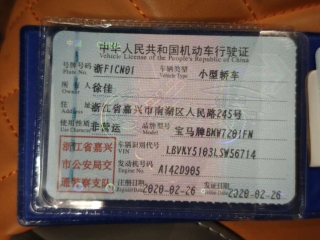 中华人民共和国机动车行驶证
Vehicle License of the People's Republic of China
号牌号码 浙F1CN01 车辆类型 小型轿车
Plate No. Vehicle Type
所有人 徐佳
Owner
住址 浙江省嘉兴市南湖区人民路245号
Address
使用性质 非营运 品牌型号 宝马牌BMW7201FM
Use Character Model
浙江省嘉兴 车辆识别代号 LBVKY5103LSW56714
VIN
市公安局交 发动机号码 A142D905
Engine No.
通警察支队 注册日期 2020-02-26 发证日期 2020-02-26